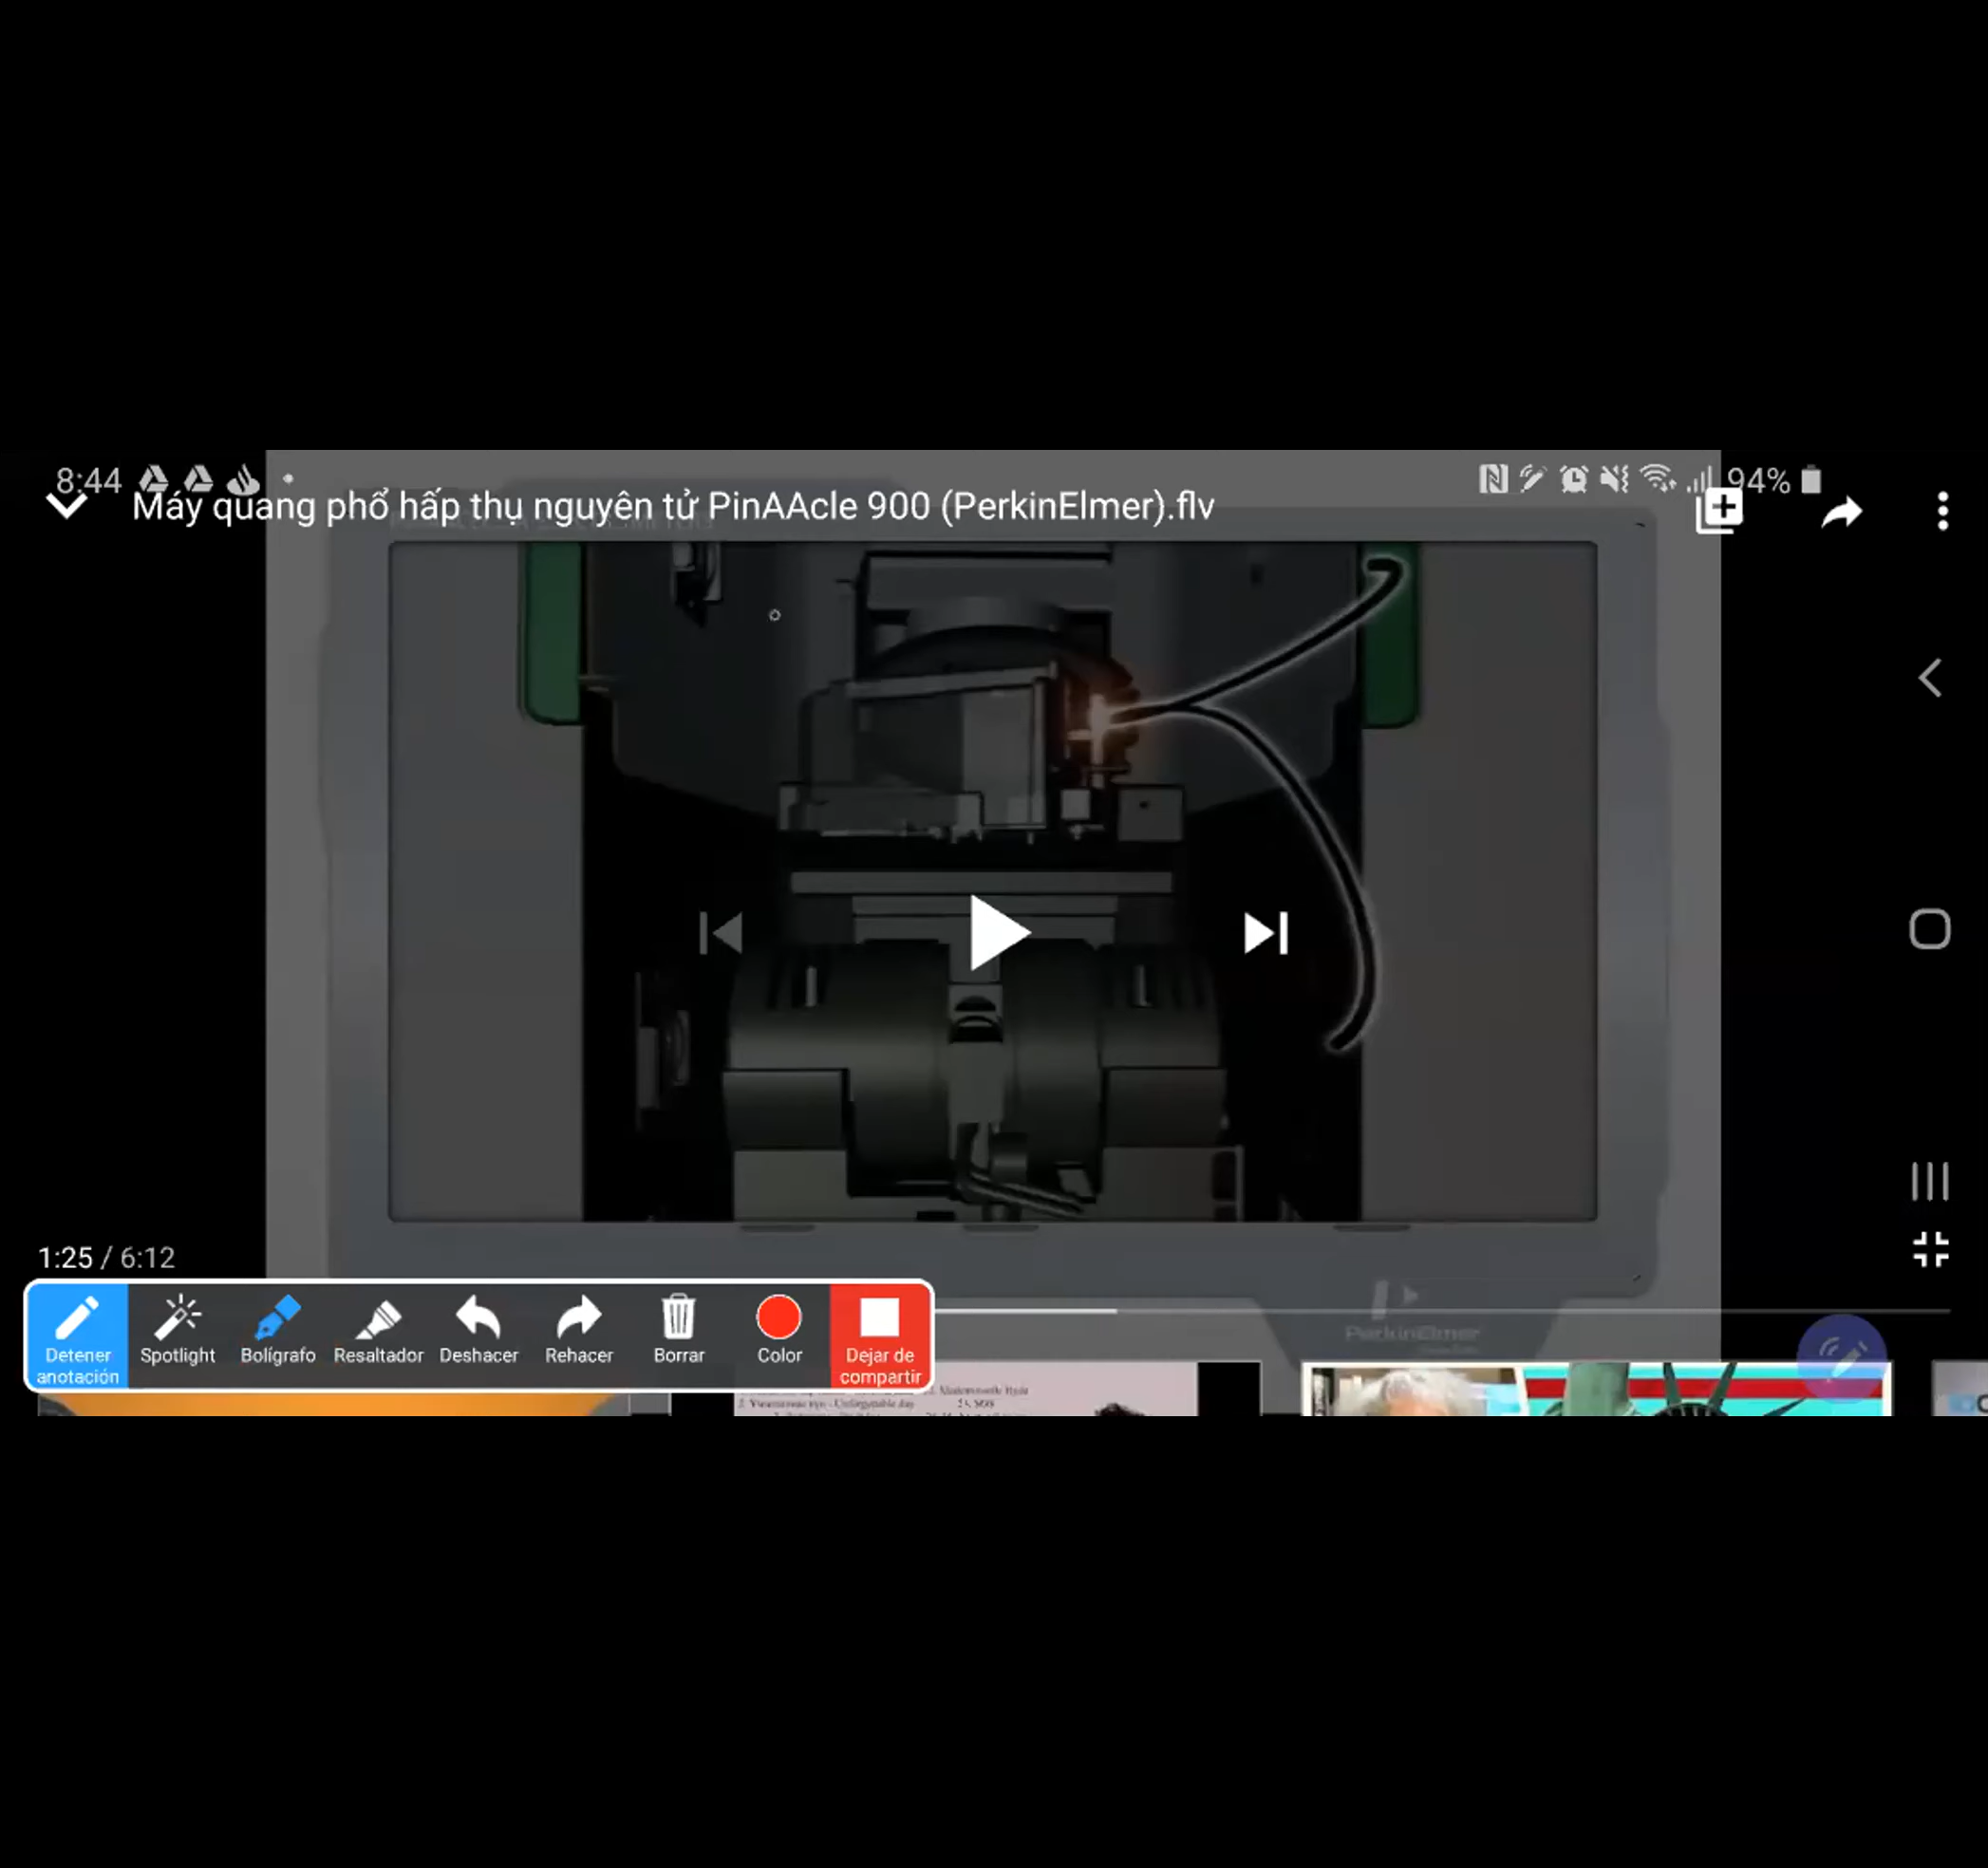 8:44
94%
Máy quang phổ hấp thụ nguyên tử PinAAcle 900 (PerkinElmer).flv
1:25 / 6:12
PerkinElmer
Detener anotación
Spotlight
Bolígrafo
Resaltador
Deshacer
Rehacer
Borrar
Color
Dejar de compartir